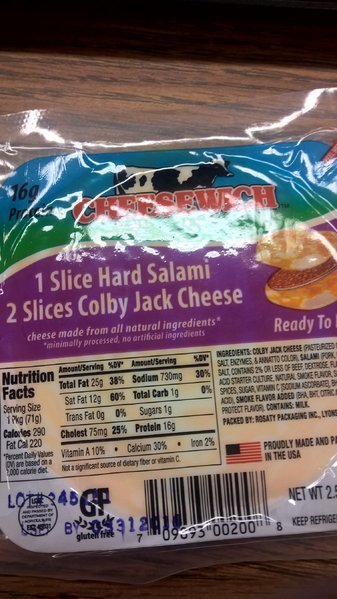 16g
CHEESEWICH™
1 Slice Hard Salami
2 Slices Colby Jack Cheese
cheese made from all natural ingredients*
*minimally processed, no artificial ingredients
Ready To
Nutrition
Facts
Serving Size
1 Pkg (71g)
Calories 290
Fat Cal 220
*Percent Daily Values
(DV) are based on a
2,000 calorie diet.
Amount/Serving %DV* Amount/Serving %DV*
Total Fat 25g 38% Sodium 730mg 30%
Sat Fat 12g 60% Total Carb 1g 0%
Trans Fat 0g 0% Sugars 1g
Cholest 75mg 25% Protein 16g
Vitamin A 10% • Calcium 30% • Iron 2%
Not a significant source of dietary fiber or vitamin C.
INGREDIENTS: COLBY JACK CHEESE (PASTEURIZED
SALT, ENZYMES, & ANNATTO COLOR), SALAMI (PORK,
SALT, CONTAINS 2% OR LESS OF BEEF, DEXTROSE,
ACID STARTER CULTURE, NATURAL SMOKE FLAVOR,
SPICES, SUGAR, VITAMIN C (SODIUM ASCORBATE),
SMOKE FLAVOR ADDED (BHA, BHT, CITRIC
PROTECT FLAVOR). CONTAINS: MILK.
PACKED BY: ROSATY PACKAGING INC., LYONS
PROUDLY MADE AND
IN THE USA
NET WT 2.5
KEEP REFRIGE
LOT#
BY
GF
gluten free
7 09093 00200 8